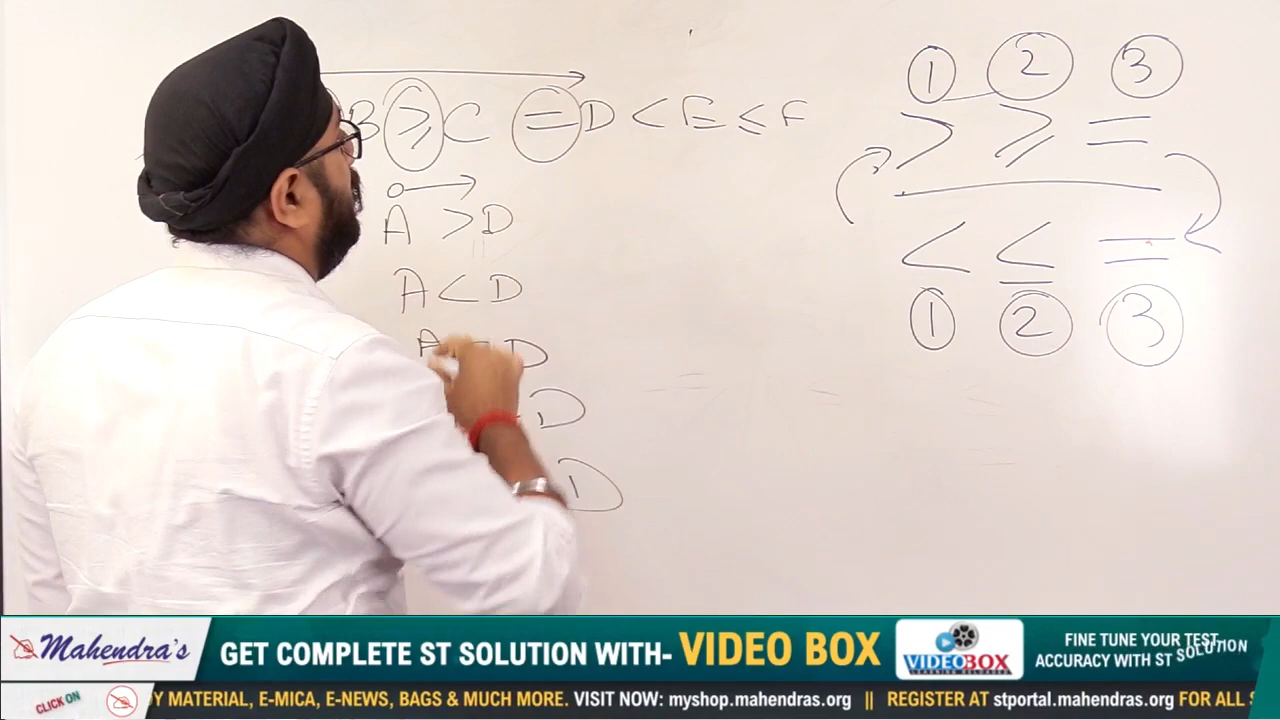 B ≥ C = D < E ≤ F
A > D
A < D
A = D
D
D
1 2 3
> ≥ =
< ≤ =
1 2 3
Mahendra's
GET COMPLETE ST SOLUTION WITH- VIDEO BOX
VIDEOBOX
LEARNING RELOADED
FINE TUNE YOUR TEST
ACCURACY WITH ST SOLUTION
CLICK ON
Y MATERIAL, E-MICA, E-NEWS, BAGS & MUCH MORE. VISIT NOW: myshop.mahendras.org || REGISTER AT stportal.mahendras.org FOR ALL S